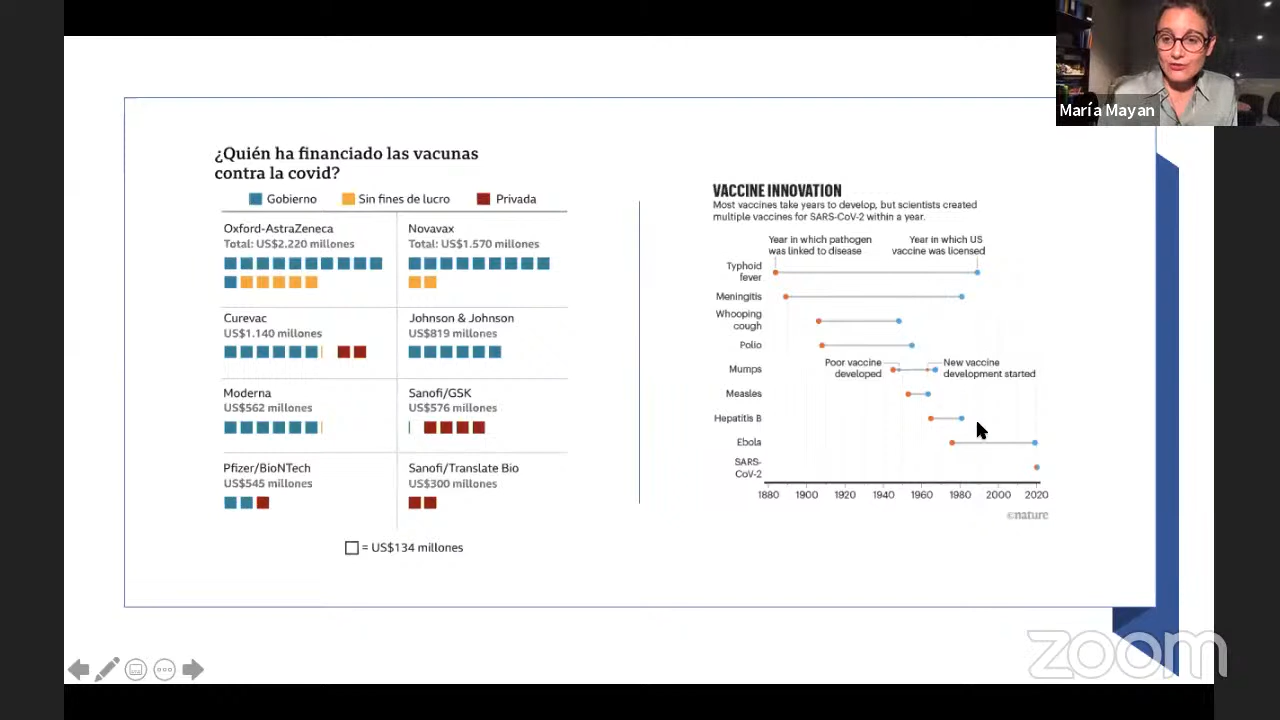 María Mayan
¿Quién ha financiado las vacunas
contra la covid?
Gobierno
Sin fines de lucro
Privada
Oxford-AstraZeneca
Total: US$2.220 millones
Novavax
Total: US$1.570 millones
Curevac
US$1.140 millones
Johnson & Johnson
US$819 millones
Moderna
US$562 millones
Sanofi/GSK
US$576 millones
Pfizer/BioNTech
US$545 millones
Sanofi/Translate Bio
US$300 millones
= US$134 millones
VACCINE INNOVATION
Most vaccines take years to develop, but scientists created
multiple vaccines for SARS-CoV-2 within a year.
Year in which pathogen
was linked to disease
Year in which US
vaccine was licensed
Typhoid
fever
Meningitis
Whooping
cough
Polio
Mumps
Poor vaccine
developed
New vaccine
development started
Measles
Hepatitis B
Ebola
SARS-
CoV-2
1880 1900 1920 1940 1960 1980 2000 2020
©nature
zoom